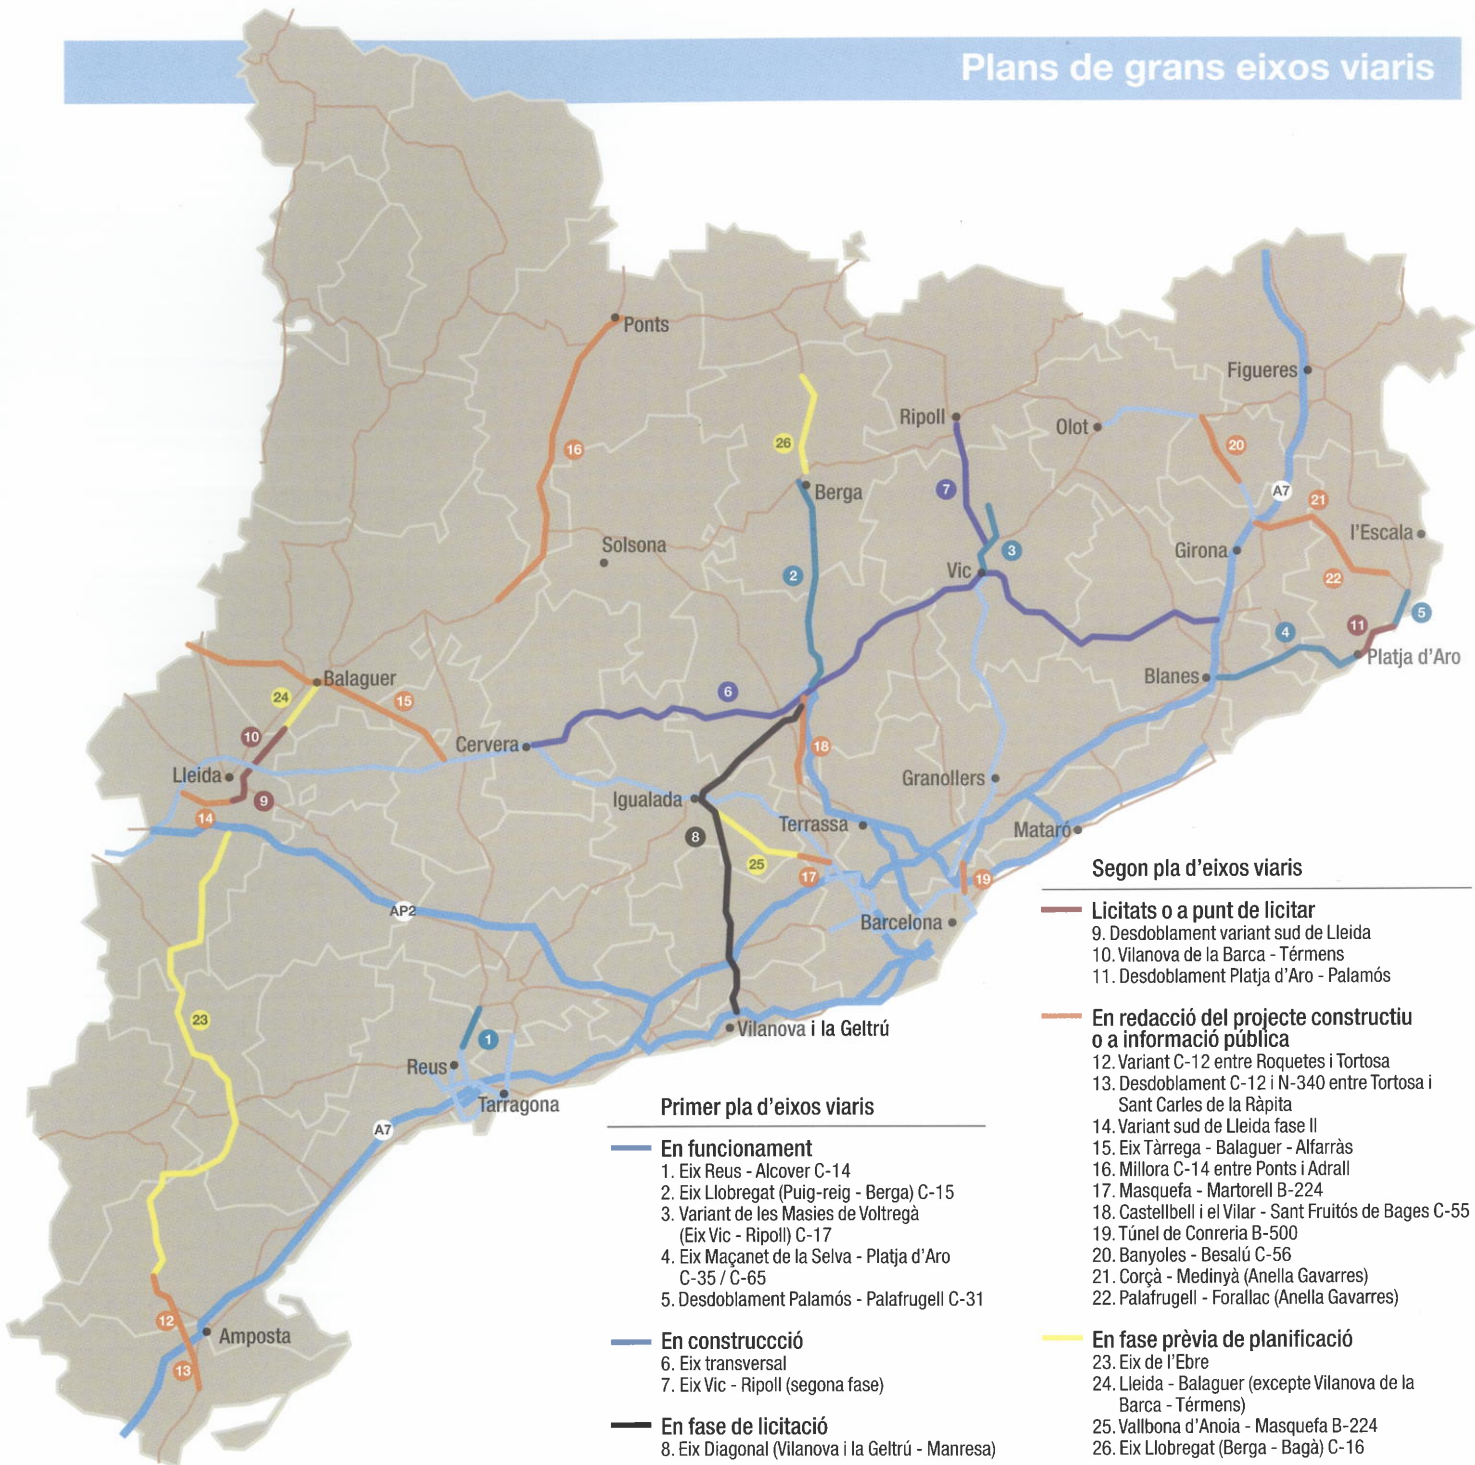 Plans de grans eixos viaris
Ponts
Figueres
Ripoll
Olot
16
26
20
7
A7
Berga
21
l'Escala
Solsona
3
Girona
2
Vic
22
5
4
11
Platja d'Aro
Balaguer
24
15
6
Blanes
10
Cervera
18
Lleida
Granollers
9
Igualada
14
8
Terrassa
Mataró
25
17
19
AP2
Barcelona
23
Vilanova i la Geltrú
1
Reus
Tarragona
A7
12
Amposta
13
Primer pla d'eixos viaris
En funcionament
1. Eix Reus - Alcover C-14
2. Eix Llobregat (Puig-reig - Berga) C-15
3. Variant de les Masies de Voltregà
(Eix Vic - Ripoll) C-17
4. Eix Maçanet de la Selva - Platja d'Aro
C-35 / C-65
5. Desdoblament Palamós - Palafrugell C-31
En construccció
6. Eix transversal
7. Eix Vic - Ripoll (segona fase)
En fase de licitació
8. Eix Diagonal (Vilanova i la Geltrú - Manresa)
Segon pla d'eixos viaris
Licitats o a punt de licitar
9. Desdoblament variant sud de Lleida
10. Vilanova de la Barca - Térmens
11. Desdoblament Platja d'Aro - Palamós
En redacció del projecte constructiu
o a informació pública
12. Variant C-12 entre Roquetes i Tortosa
13. Desdoblament C-12 i N-340 entre Tortosa i
Sant Carles de la Ràpita
14. Variant sud de Lleida fase II
15. Eix Tàrrega - Balaguer - Alfarràs
16. Millora C-14 entre Ponts i Adrall
17. Masquefa - Martorell B-224
18. Castellbell i el Vilar - Sant Fruitós de Bages C-55
19. Túnel de Conreria B-500
20. Banyoles - Besalú C-56
21. Corçà - Medinyà (Anella Gavarres)
22. Palafrugell - Forallac (Anella Gavarres)
En fase prèvia de planificació
23. Eix de l'Ebre
24. Lleida - Balaguer (excepte Vilanova de la
Barca - Térmens)
25. Vallbona d'Anoia - Masquefa B-224
26. Eix Llobregat (Berga - Bagà) C-16